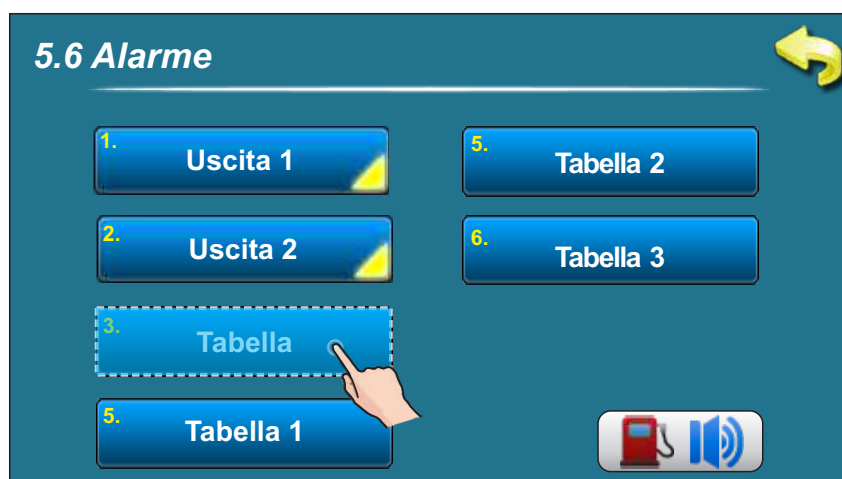 5.6 Alarme
1.
Uscita 1
2.
Uscita 2
3.
Tabella
5.
Tabella 1
5.
Tabella 2
6.
Tabella 3